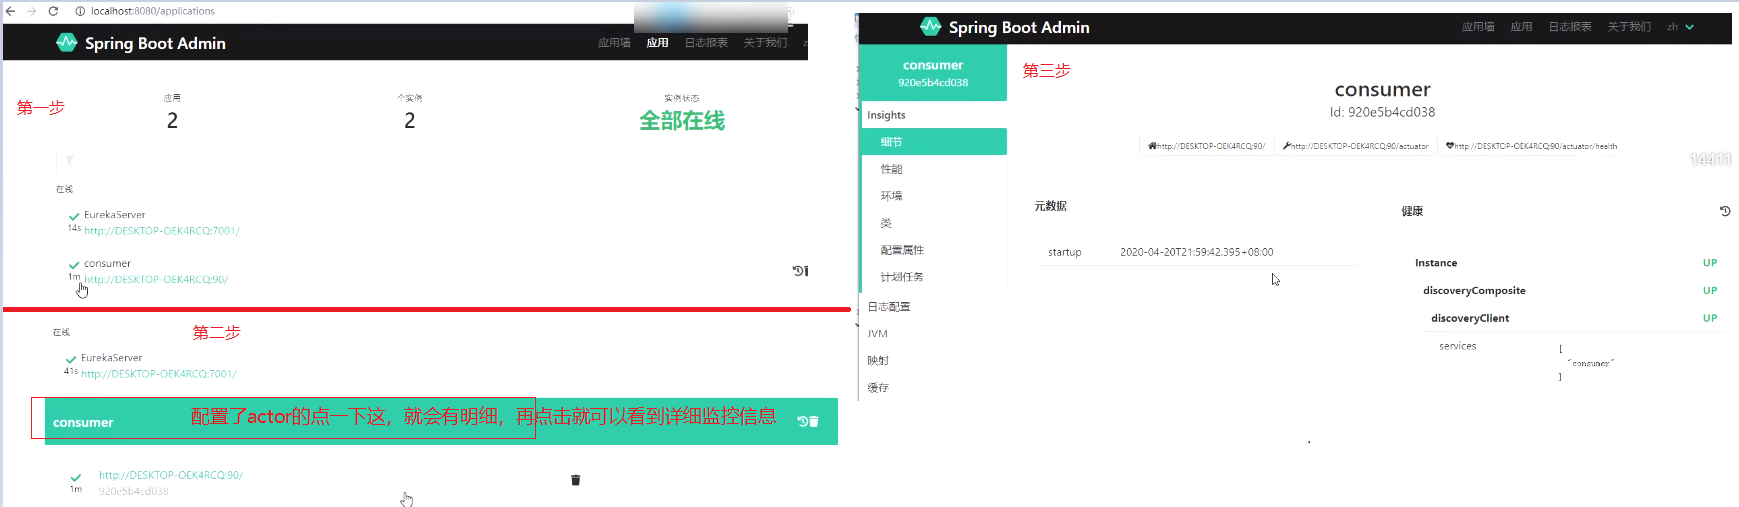 localhost:8080/applications
Spring Boot Admin
应用墙 应用 日志报表 关于我们
第一步
应用
2
个实例
2
实例状态
全部在线
在线
EurekaServer
14s http://DESKTOP-OEK4RCQ:7001/
consumer
1m http://DESKTOP-OEK4RCQ:90/
在线
第二步
EurekaServer
41s http://DESKTOP-OEK4RCQ:7001/
consumer
配置了actor的点一下这，就会有明细，再点击就可以看到详细监控信息
http://DESKTOP-OEK4RCQ:90/
1m 920e5b4cd038
Spring Boot Admin
应用墙 应用 日志报表 关于我们 zh
consumer
920e5b4cd038
第三步
Insights
细节
性能
环境
类
配置属性
计划任务
日志配置
JVM
映射
缓存
consumer
Id: 920e5b4cd038
http://DESKTOP-OEK4RCQ:90/ http://DESKTOP-OEK4RCQ:90/actuator http://DESKTOP-OEK4RCQ:90/actuator/health
14411
元数据
startup 2020-04-20T21:59:42.395+08:00
健康
Instance UP
discoveryComposite UP
discoveryClient UP
services [
"consumer"
]